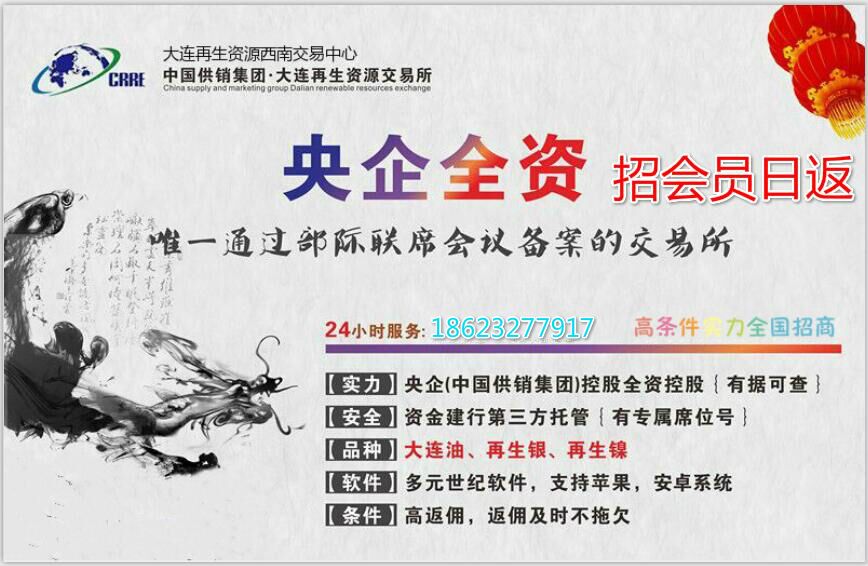 大连再生资源西南交易中心
CRRE
中国供销集团·大连再生资源交易所
China supply and marketing group Dalian renewable resources exchange
央企全资
招会员日返
唯一通过部际联席会议备案的交易所
24小时服务: 18623277917
高条件实力全国招商
【实力】央企(中国供销集团)控股全资控股{有据可查}
【安全】资金建行第三方托管{有专属席位号}
【品种】大连油、再生银、再生镍
【软件】多元世纪软件，支持苹果，安卓系统
【条件】高返佣，返佣及时不拖欠